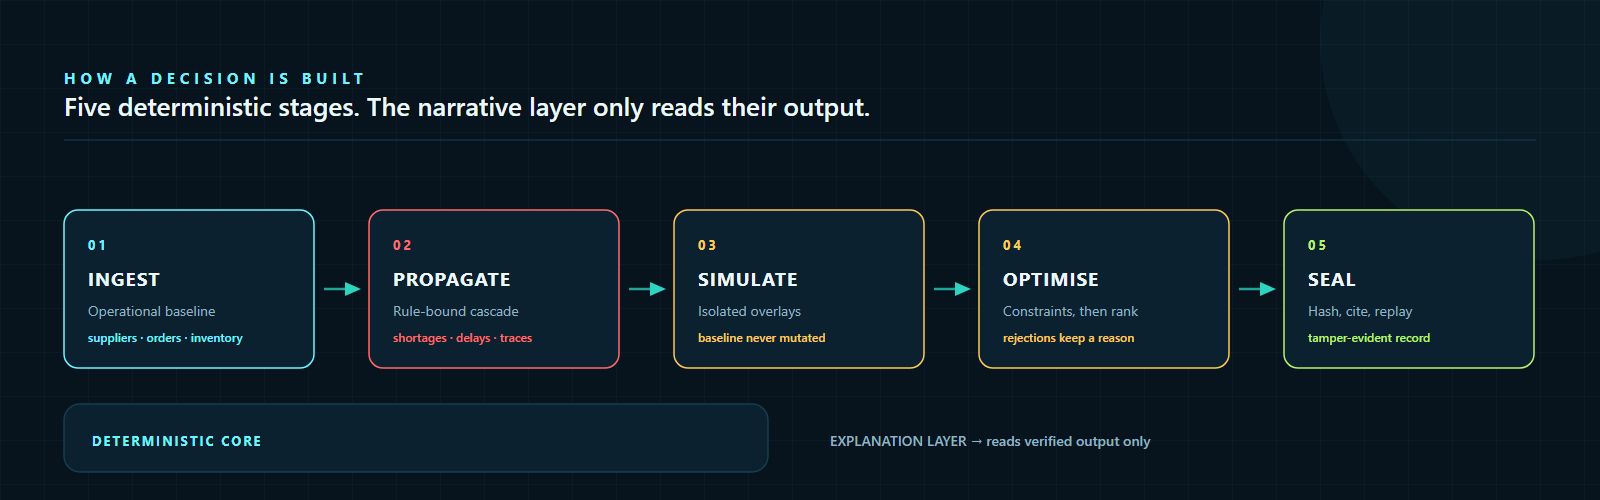 HOW A DECISION IS BUILT
Five deterministic stages. The narrative layer only reads their output.
01
INGEST
Operational baseline
suppliers · orders · inventory
02
PROPAGATE
Rule-bound cascade
shortages · delays · traces
03
SIMULATE
Isolated overlays
baseline never mutated
04
OPTIMISE
Constraints, then rank
rejections keep a reason
05
SEAL
Hash, cite, replay
tamper-evident record
DETERMINISTIC CORE
EXPLANATION LAYER → reads verified output only